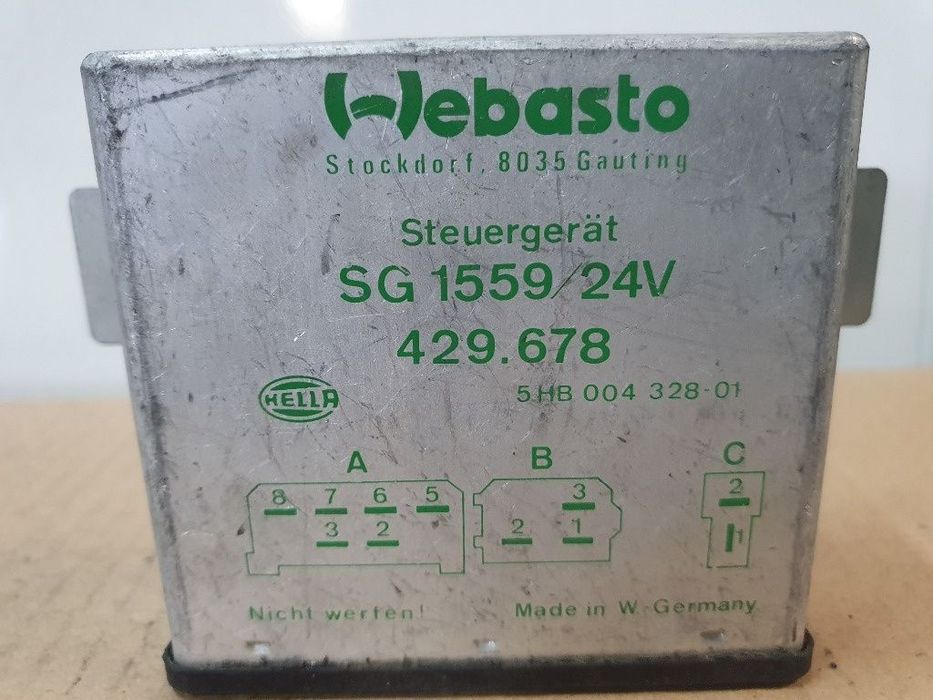 Webasto
Stockdorf, 8035 Gauting
Steuergerät
SG 1559/24V
429.678
HELLA
5HB 004 328-01
A B C
8 7 6 5
3 2
3
2 1
2
1
Nicht werfen!
Made in W.-Germany